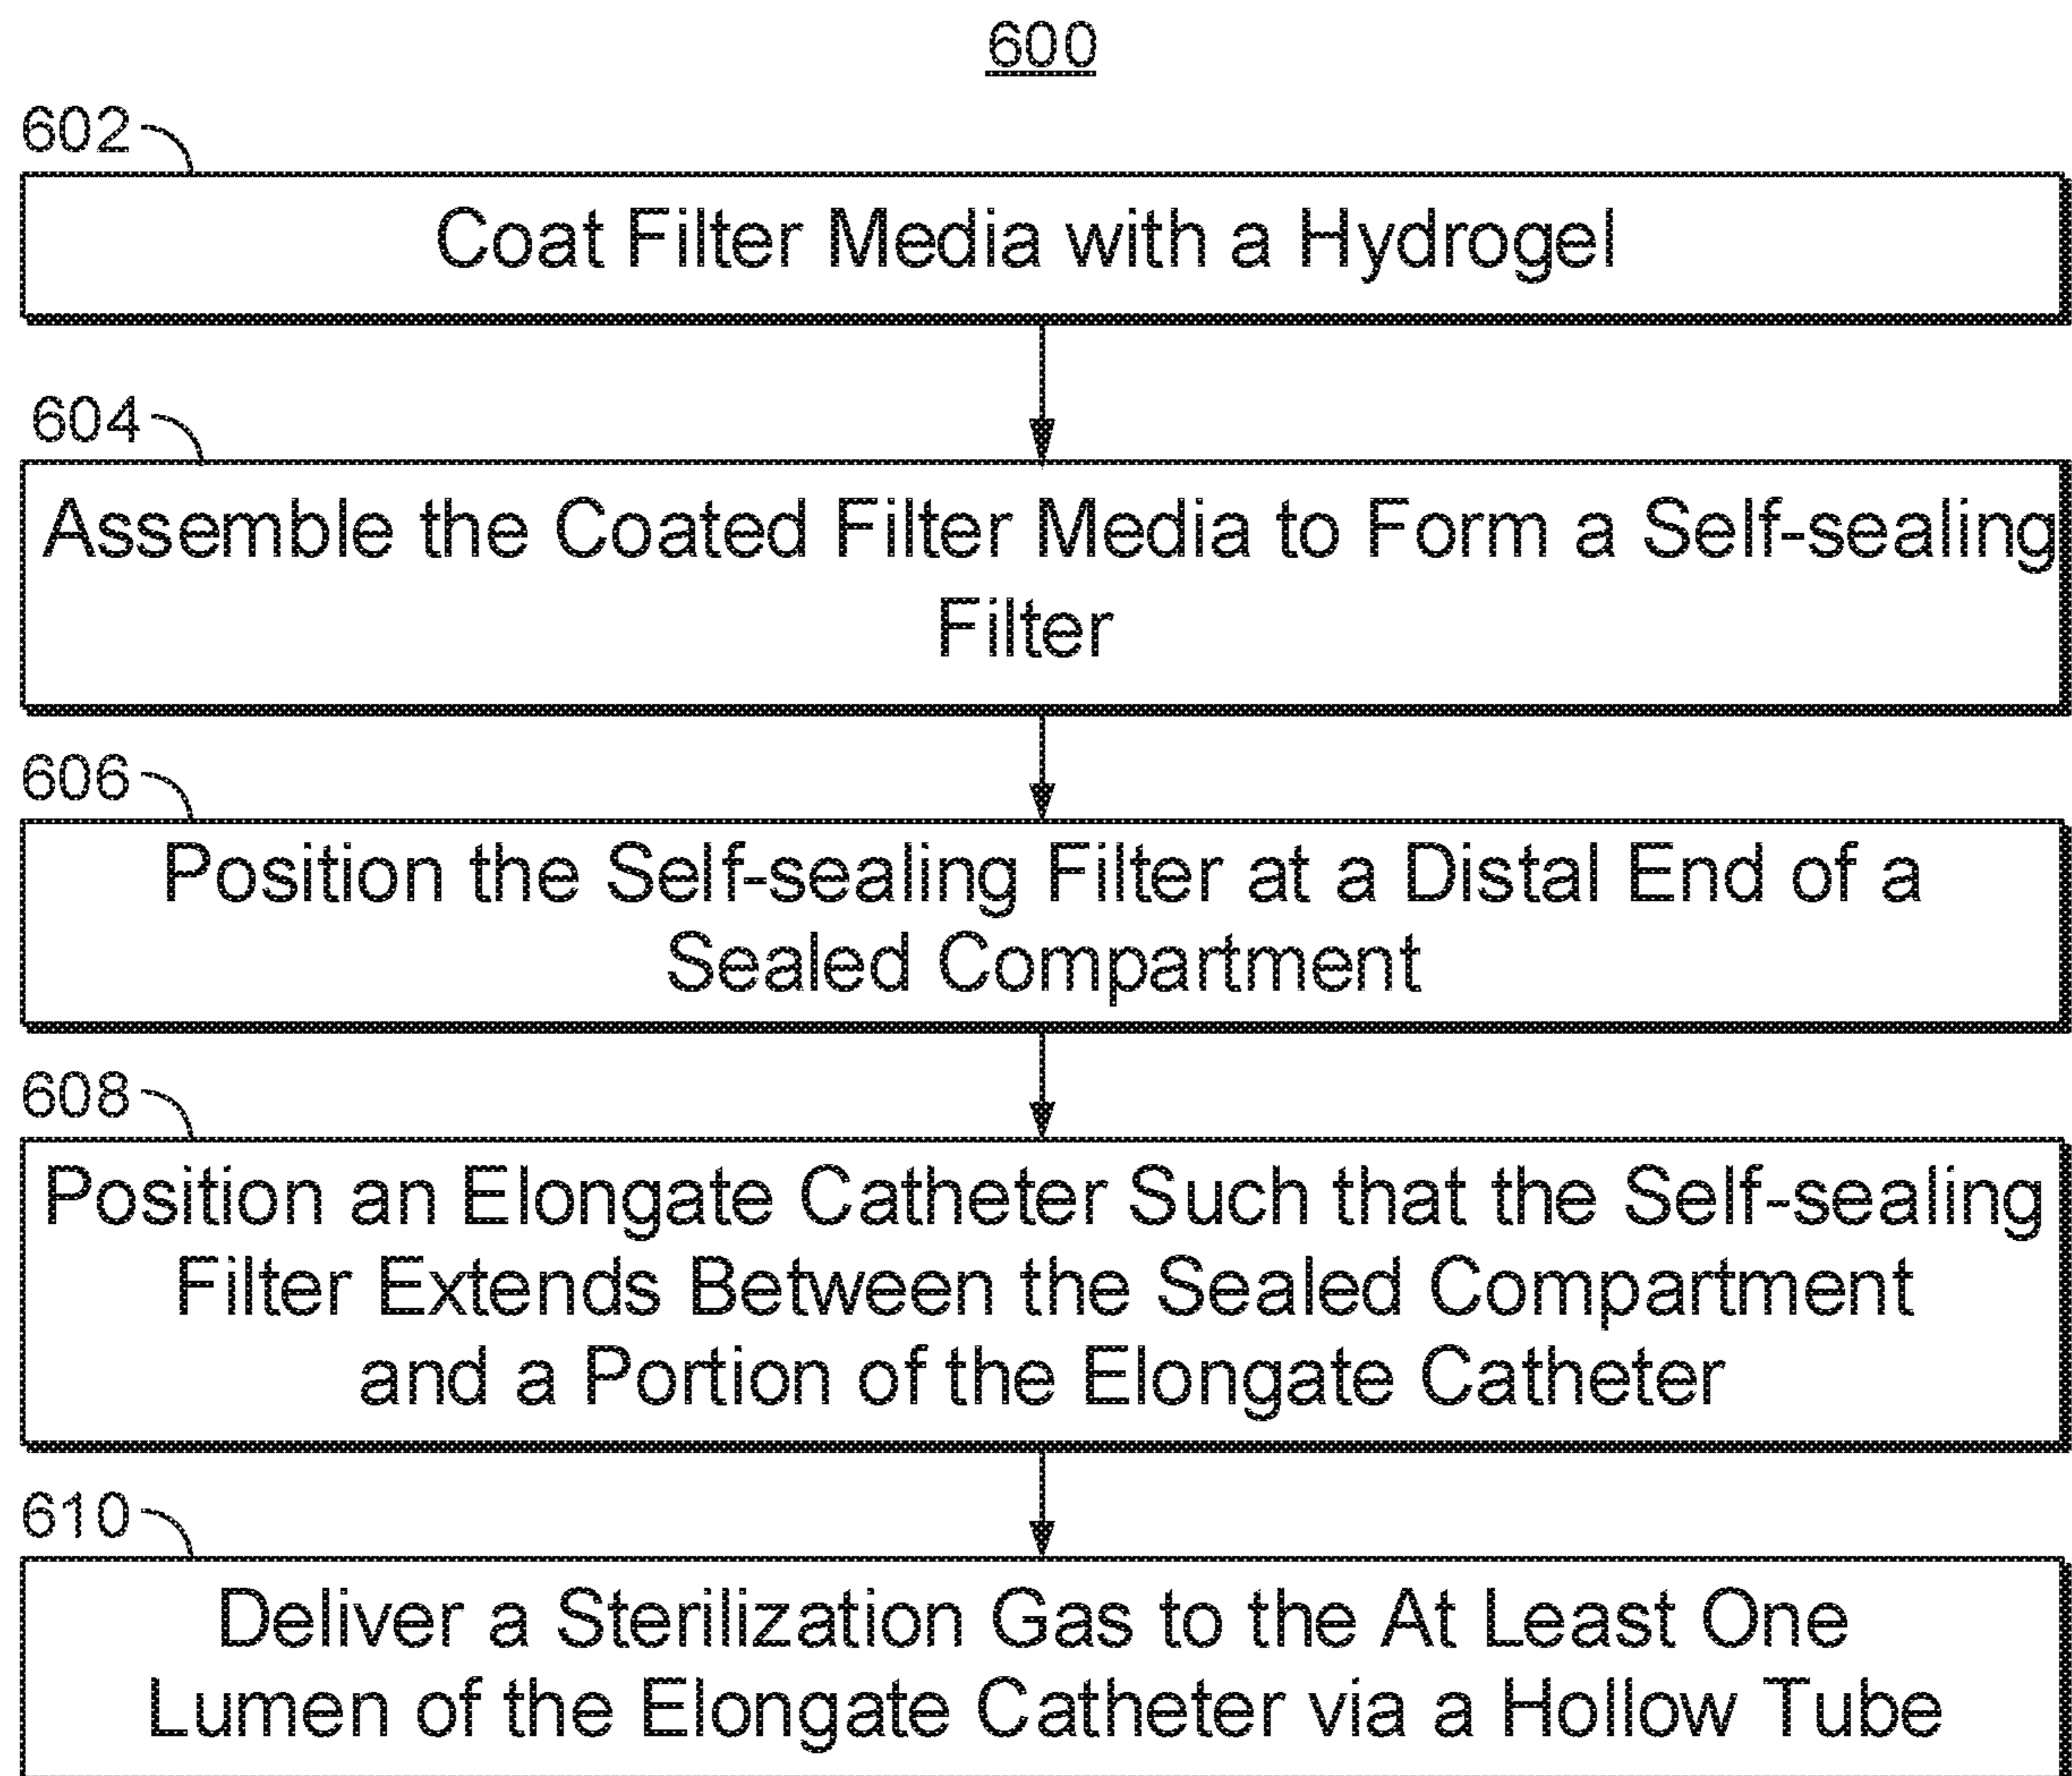 600
602
Coat Filter Media with a Hydrogel
604
Assemble the Coated Filter Media to Form a Self-sealing
Filter
606
Position the Self-sealing Filter at a Distal End of a
Sealed Compartment
608
Position an Elongate Catheter Such that the Self-sealing
Filter Extends Between the Sealed Compartment
and a Portion of the Elongate Catheter
610
Deliver a Sterilization Gas to the At Least One
Lumen of the Elongate Catheter via a Hollow Tube